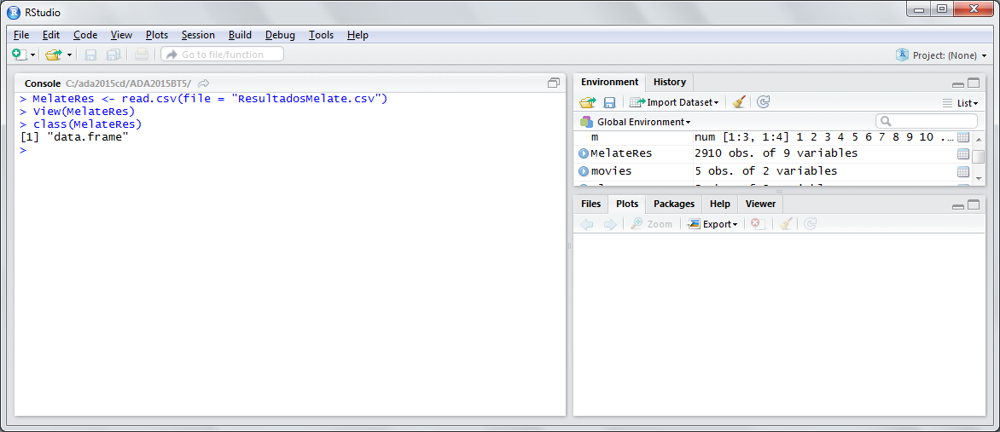 RStudio
File Edit Code View Plots Session Build Debug Tools Help
Go to file/function
Project: (None)
Console C:/ada2015cd/ADA2015BT5/
> MelateRes <- read.csv(file = "ResultadosMelate.csv")
> View(MelateRes)
> class(MelateRes)
[1] "data.frame"
>
Environment History
Import Dataset
List
Global Environment
m num [1:3, 1:4] 1 2 3 4 5 6 7 8 9 10 ...
MelateRes 2910 obs. of 9 variables
movies 5 obs. of 2 variables
Files Plots Packages Help Viewer
Zoom Export